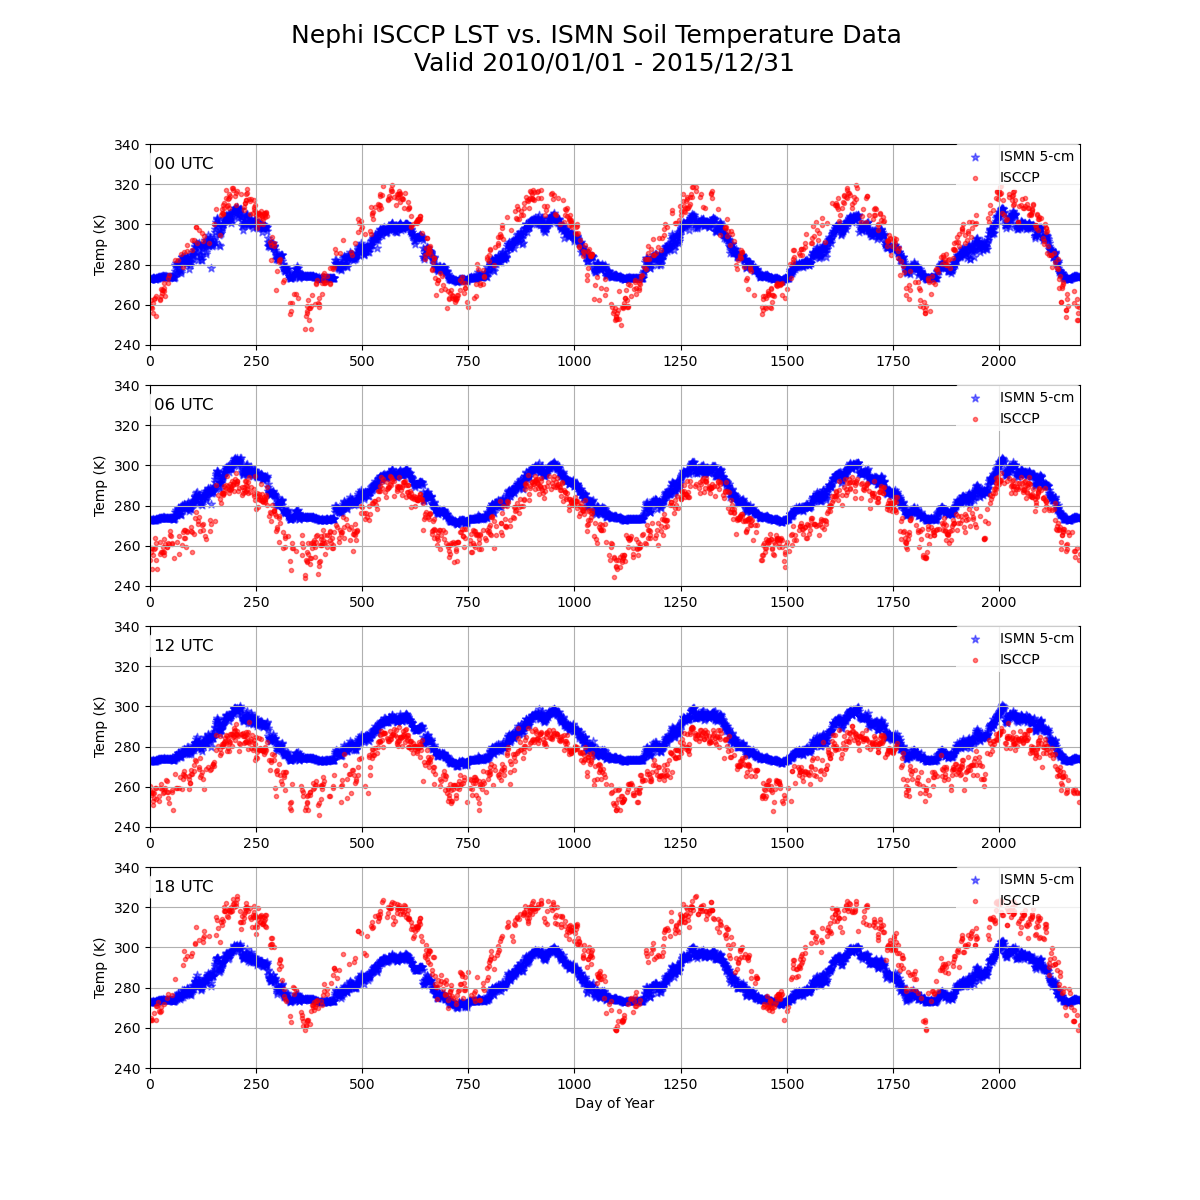 Nephi ISCCP LST vs. ISMN Soil Temperature Data
Valid 2010/01/01 - 2015/12/31
340
320
300
280
260
240
Temp (K)
00 UTC
ISMN 5-cm
ISCCP
0 250 500 750 1000 1250 1500 1750 2000
340
320
300
280
260
240
Temp (K)
06 UTC
ISMN 5-cm
ISCCP
0 250 500 750 1000 1250 1500 1750 2000
340
320
300
280
260
240
Temp (K)
12 UTC
ISMN 5-cm
ISCCP
0 250 500 750 1000 1250 1500 1750 2000
340
320
300
280
260
240
Temp (K)
18 UTC
ISMN 5-cm
ISCCP
0 250 500 750 1000 1250 1500 1750 2000
Day of Year